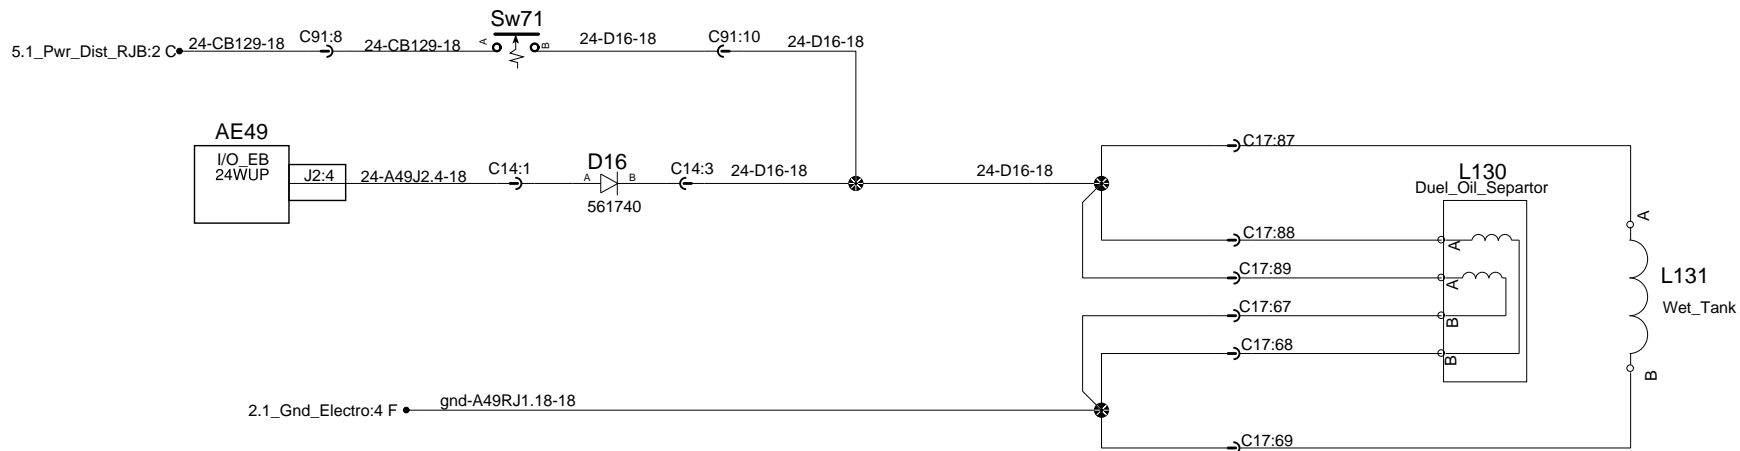 Sw71
5.1_Pwr_Dist_RJB:2 C
24-CB129-18
C91:8
24-CB129-18
A
B
24-D16-18
C91:10
24-D16-18
AE49
I/O_EB
24WUP
J2:4
24-A49J2.4-18
C14:1
D16
A
B
561740
C14:3
24-D16-18
24-D16-18
C17:87
L130
Duel_Oil_Separtor
C17:88
A
C17:89
A
C17:67
B
C17:68
B
A
L131
Wet_Tank
B
2.1_Gnd_Electro:4 F
gnd-A49RJ1.18-18
C17:69